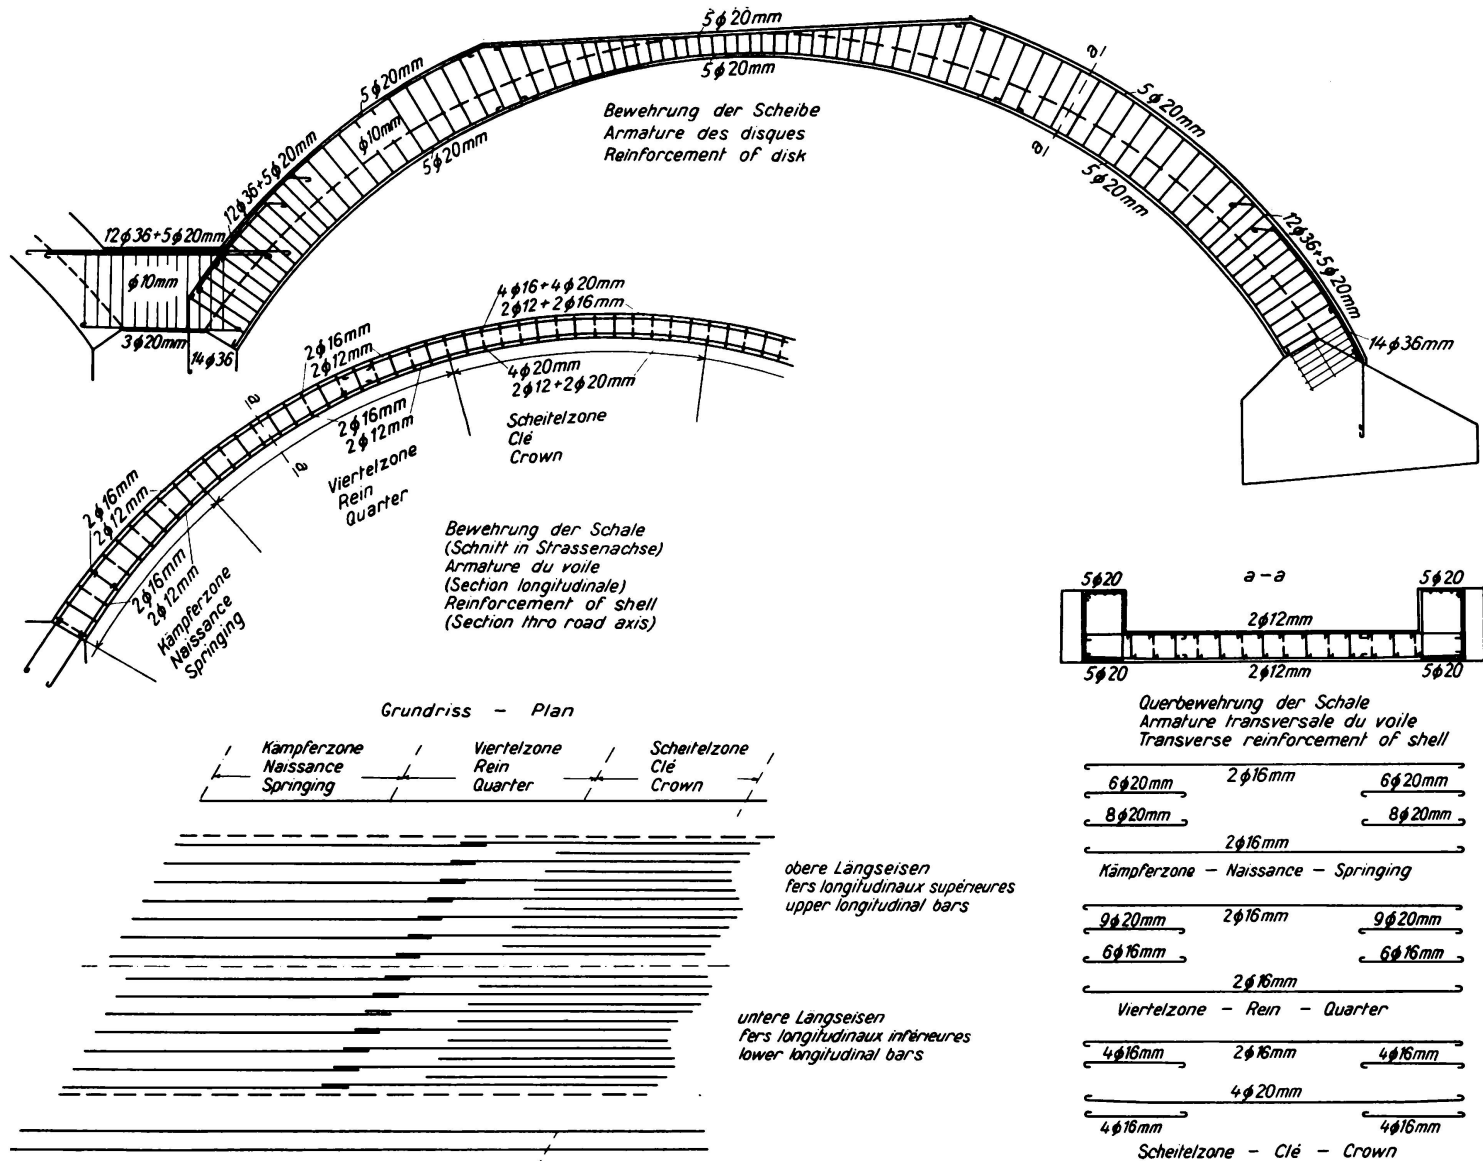 5ϕ20mm
5ϕ20mm
5ϕ20mm
ϕ10mm
5ϕ20mm
12ϕ36+5ϕ20mm
12ϕ36+5ϕ20mm
ϕ10mm
3ϕ20mm
14ϕ36
Bewehrung der Scheibe
Armature des disques
Reinforcement of disk
a
a
5ϕ20mm
5ϕ20mm
12ϕ36+5ϕ20mm
14ϕ36mm
4ϕ16+4ϕ20mm
2ϕ12+2ϕ16mm
2ϕ16mm
2ϕ12mm
4ϕ20mm
2ϕ12+2ϕ20mm
2ϕ16mm
2ϕ12mm
a
a
Scheitelzone
Clé
Crown
Viertelzone
Rein
Quarter
2ϕ16mm
2ϕ12mm
2ϕ16mm
2ϕ12mm
Kämpferzone
Naissance
Springing
Bewehrung der Schale
(Schnitt in Strassenachse)
Armature du voile
(Section longitudinale)
Reinforcement of shell
(Section thro road axis)
5ϕ20 a-a 5ϕ20
2ϕ12mm
5ϕ20 2ϕ12mm 5ϕ20
Querbewehrung der Schale
Armature transversale du voile
Transverse reinforcement of shell
2ϕ16mm
6ϕ20mm 6ϕ20mm
8ϕ20mm 8ϕ20mm
2ϕ16mm
Kämpferzone - Naissance - Springing
9ϕ20mm 2ϕ16mm 9ϕ20mm
6ϕ16mm 6ϕ16mm
2ϕ16mm
Viertelzone - Rein - Quarter
4ϕ16mm 2ϕ16mm 4ϕ16mm
4ϕ20mm
4ϕ16mm 4ϕ16mm
Scheitelzone - Clé - Crown
Grundriss - Plan
Kämpferzone
Naissance
Springing
Viertelzone
Rein
Quarter
Scheitelzone
Clé
Crown
obere Längseisen
fers longitudinaux supérieures
upper longitudinal bars
untere Längseisen
fers longitudinaux inférieures
lower longitudinal bars